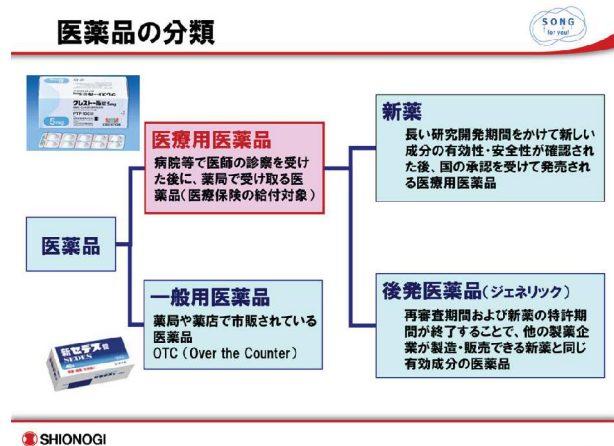 医薬品の分類
SONG
for you!
クレストール錠5mg
5mg
医療用医薬品
病院等で医師の診察を受け
た後に、薬局で受け取る医
薬品（医療保険の給付対象）
新薬
長い研究開発期間をかけて新しい
成分の有効性・安全性が確認され
た後、国の承認を受けて発売され
る医療用医薬品
医薬品
一般用医薬品
薬局や薬店で市販されている
医薬品
OTC（Over the Counter）
後発医薬品（ジェネリック）
再審査期間および新薬の特許期
間が終了することで、他の製薬企
業が製造・販売できる新薬と同じ
有効成分の医薬品
新セデス錠
SEDES
SHIONOGI